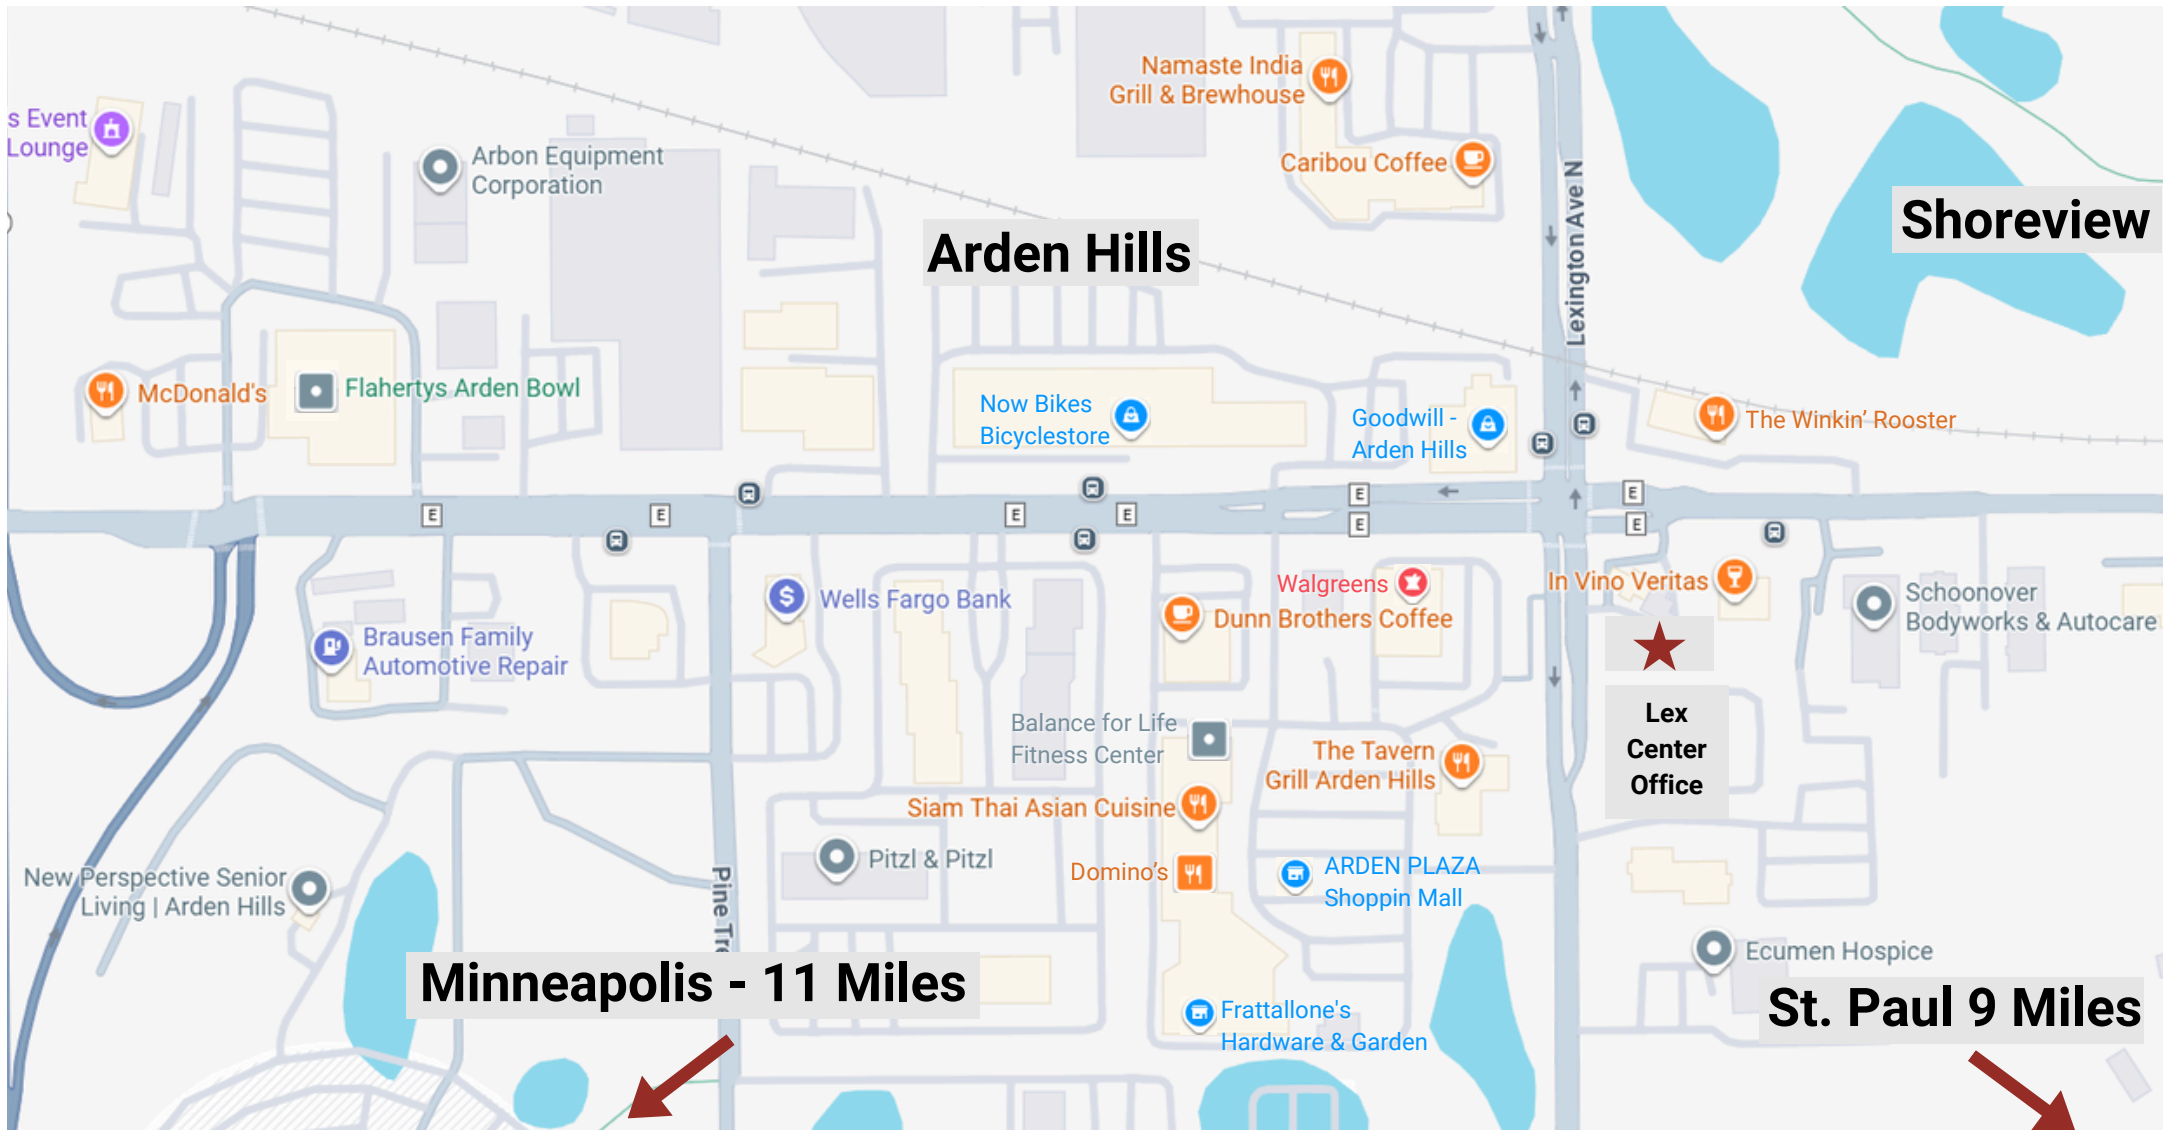 Namaste India
Grill & Brewhouse
s Event
Lounge
Arbon Equipment
Corporation
Caribou Coffee
Lexington Ave N
Shoreview
Arden Hills
McDonald's
Flahertys Arden Bowl
Now Bikes
Bicyclestore
Goodwill -
Arden Hills
The Winkin' Rooster
E
E
E
E
E
E
E
E
Walgreens
In Vino Veritas
Wells Fargo Bank
Dunn Brothers Coffee
Schoonover
Bodyworks & Autocare
Brausen Family
Automotive Repair
Lex
Center
Office
Balance for Life
Fitness Center
The Tavern
Grill Arden Hills
Siam Thai Asian Cuisine
Pitzl & Pitzl
Domino's
ARDEN PLAZA
Shoppin Mall
New Perspective Senior
Living | Arden Hills
Pine Tre
Ecumen Hospice
Minneapolis - 11 Miles
St. Paul 9 Miles
Frattallone's
Hardware & Garden